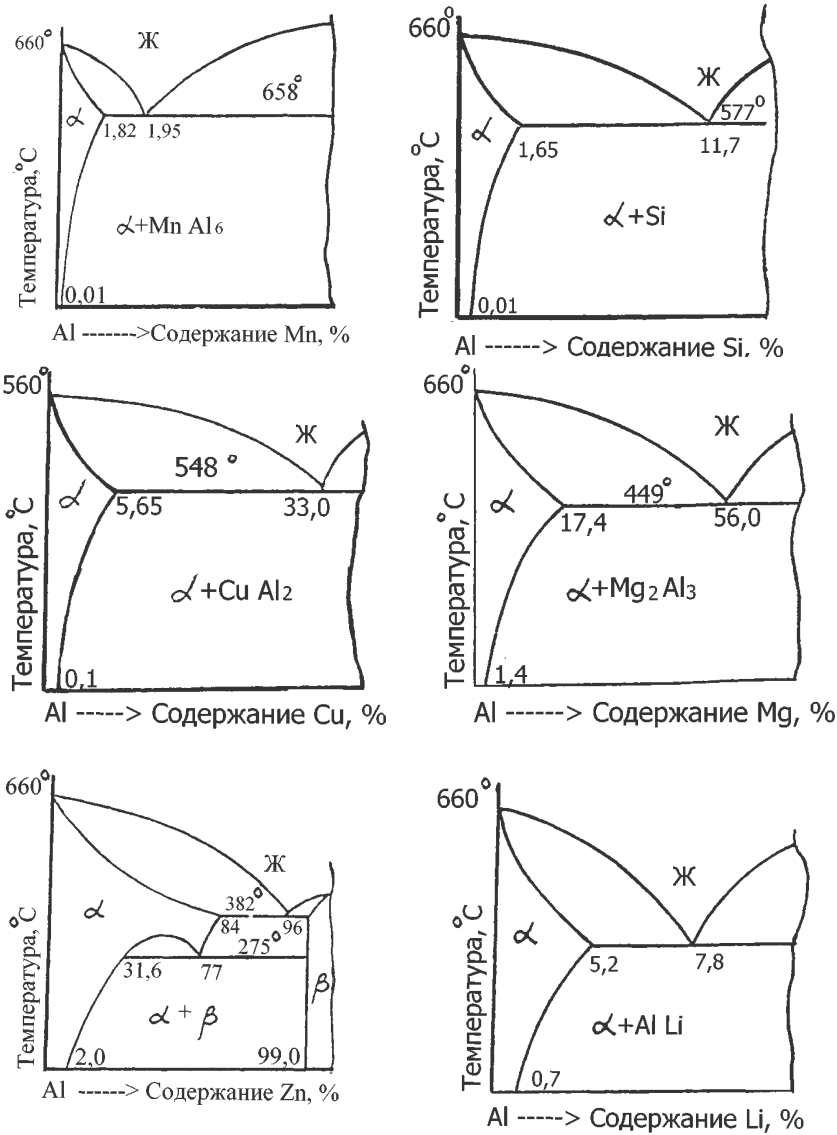 660°
Ж
658°
α
1,82 1,95
Температура,°С
α+Mn Al6
0,01
Al ------->Содержание Mn, %
660°
Ж
577°
α
1,65
11,7
Температура,°С
α+Si
0,01
Al ------> Содержание Si, %
560°
Ж
548 °
α
5,65
33,0
Температура,°С
α+Cu Al2
0,1
Al -----> Содержание Cu, %
660°
Ж
449°
α
17,4
56,0
Температура,°С
α+Mg2 Al3
1,4
Al ------> Содержание Mg, %
660°
Ж
382°
α
84
96
275°
31,6
77
Температура,°С
α + β
β
2,0
99,0
Al ------> Содержание Zn, %
660°
Ж
α
5,2
7,8
Температура,°С
α+Al Li
0,7
Al -----> Содержание Li, %